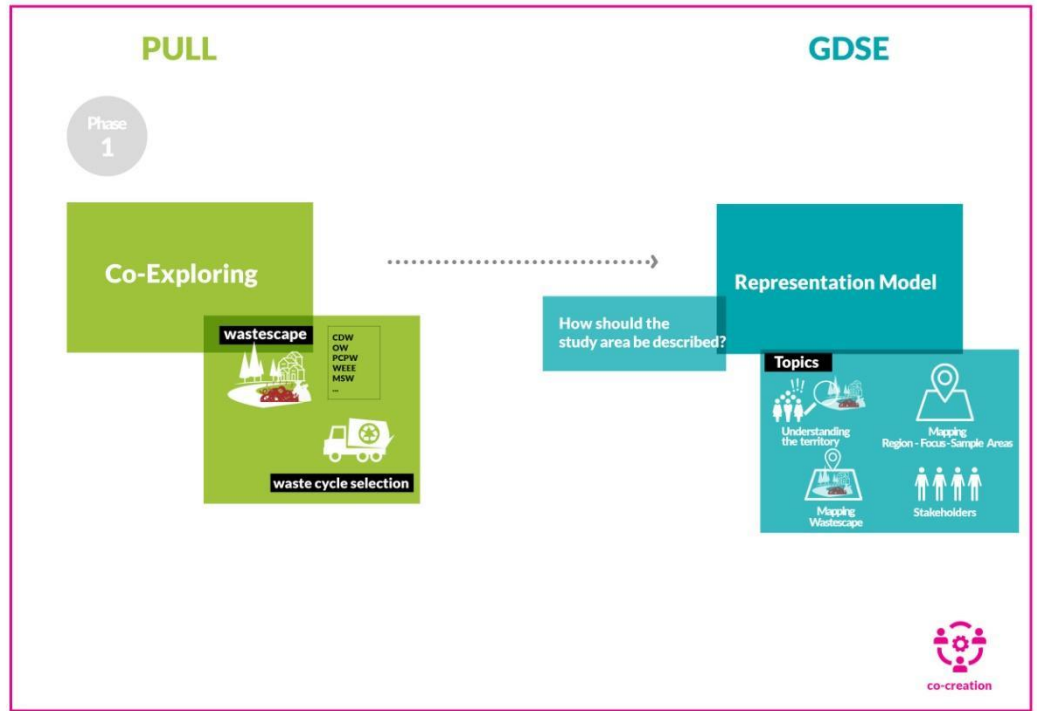 PULL
GDSE
Phase
1
Co-Exploring
Representation Model
How should the
study area be described?
wastescape
CDW
OW
PCPW
WEEE
MSW
...
waste cycle selection
Topics
!!!
Understanding
the territory
Mapping
Region - Focus - Sample Areas
Mapping
Wastescape
Stakeholders
co-creation